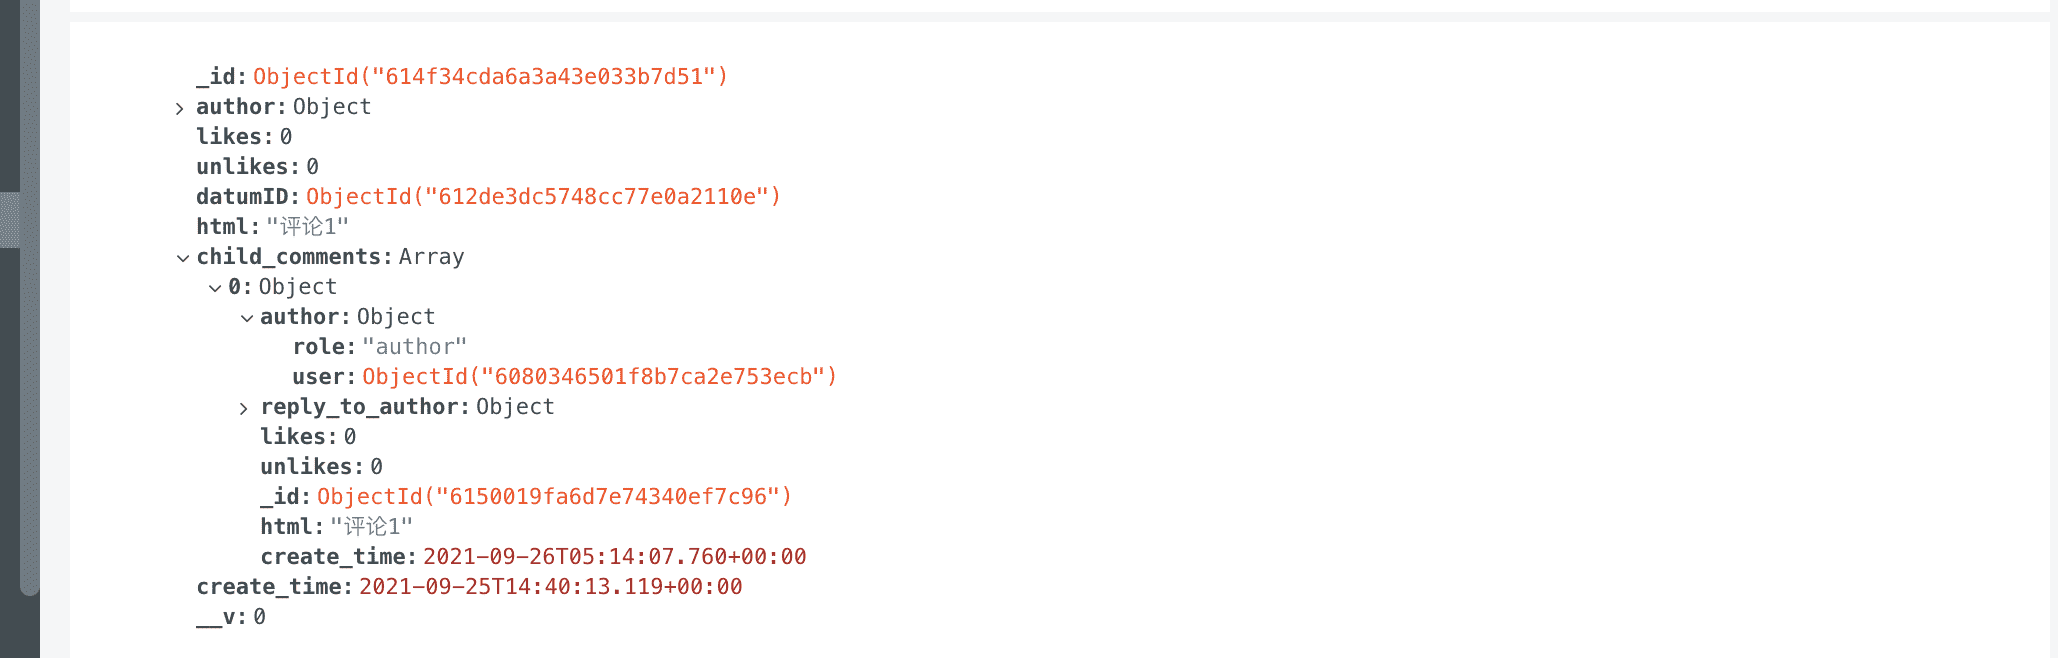 _id: ObjectId("614f34cda6a3a43e033b7d51")
author: Object
likes: 0
unlikes: 0
datumID: ObjectId("612de3dc5748cc77e0a2110e")
html: "评论1"
child_comments: Array
0: Object
author: Object
role: "author"
user: ObjectId("6080346501f8b7ca2e753ecb")
reply_to_author: Object
likes: 0
unlikes: 0
_id: ObjectId("6150019fa6d7e74340ef7c96")
html: "评论1"
create_time: 2021-09-26T05:14:07.760+00:00
create_time: 2021-09-25T14:40:13.119+00:00
__v: 0